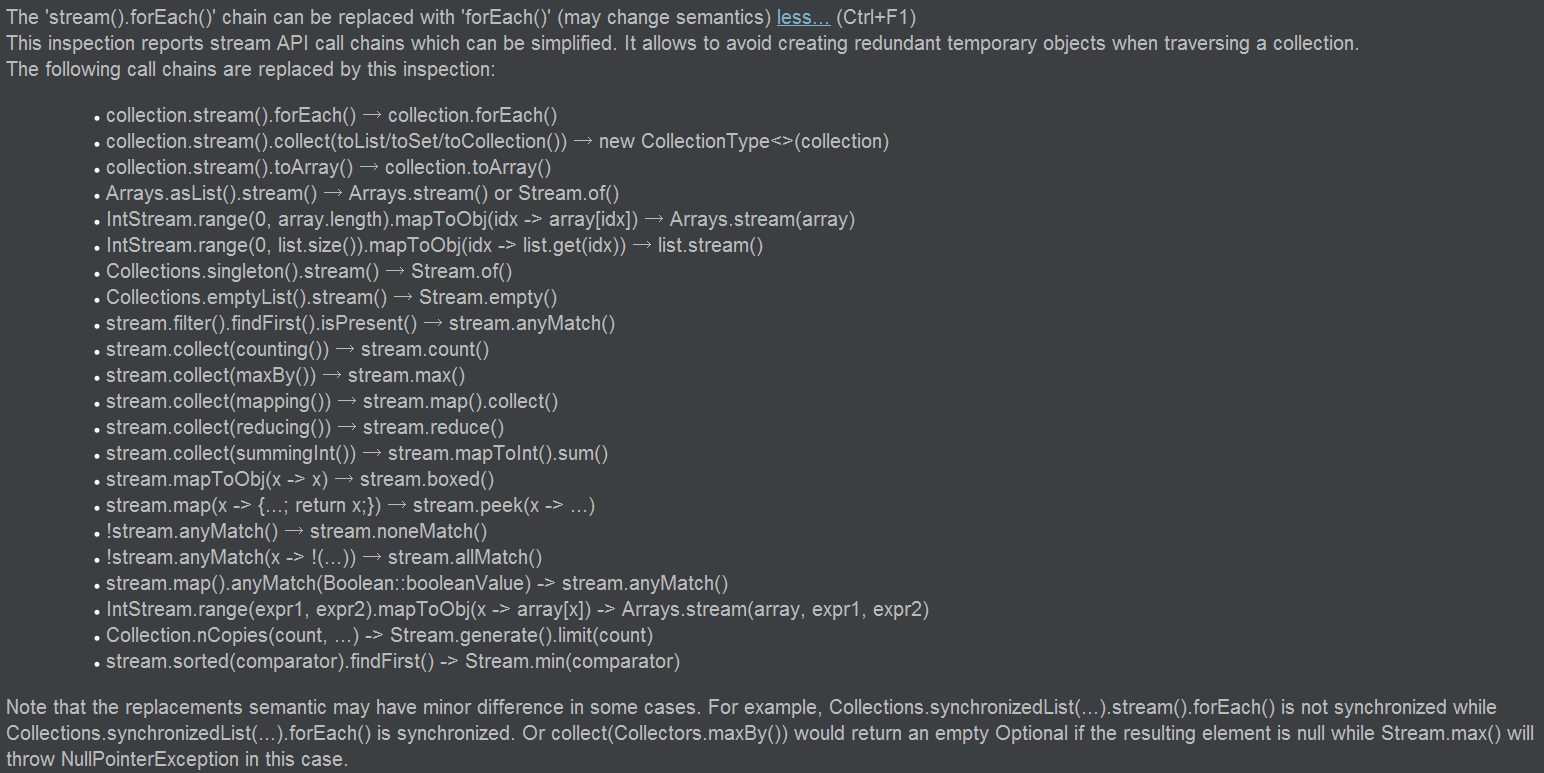 The 'stream().forEach()' chain can be replaced with 'forEach()' (may change semantics) less... (Ctrl+F1)
This inspection reports stream API call chains which can be simplified. It allows to avoid creating redundant temporary objects when traversing a collection.
The following call chains are replaced by this inspection:
• collection.stream().forEach() → collection.forEach()
• collection.stream().collect(toList/toSet/toCollection()) → new CollectionType<>(collection)
• collection.stream().toArray() → collection.toArray()
• Arrays.asList().stream() → Arrays.stream() or Stream.of()
• IntStream.range(0, array.length).mapToObj(idx -> array[idx]) → Arrays.stream(array)
• IntStream.range(0, list.size()).mapToObj(idx -> list.get(idx)) → list.stream()
• Collections.singleton().stream() → Stream.of()
• Collections.emptyList().stream() → Stream.empty()
• stream.filter().findFirst().isPresent() → stream.anyMatch()
• stream.collect(counting()) → stream.count()
• stream.collect(maxBy()) → stream.max()
• stream.collect(mapping()) → stream.map().collect()
• stream.collect(reducing()) → stream.reduce()
• stream.collect(summingInt()) → stream.mapToInt().sum()
• stream.mapToObj(x -> x) → stream.boxed()
• stream.map(x -> {...; return x;}) → stream.peek(x -> ...)
• !stream.anyMatch() → stream.noneMatch()
• !stream.anyMatch(x -> !(...)) → stream.allMatch()
• stream.map().anyMatch(Boolean::booleanValue) -> stream.anyMatch()
• IntStream.range(expr1, expr2).mapToObj(x -> array[x]) -> Arrays.stream(array, expr1, expr2)
• Collection.nCopies(count, ...) -> Stream.generate().limit(count)
• stream.sorted(comparator).findFirst() -> Stream.min(comparator)
Note that the replacements semantic may have minor difference in some cases. For example, Collections.synchronizedList(...).stream().forEach() is not synchronized while
Collections.synchronizedList(...).forEach() is synchronized. Or collect(Collectors.maxBy()) would return an empty Optional if the resulting element is null while Stream.max() will
throw NullPointerException in this case.